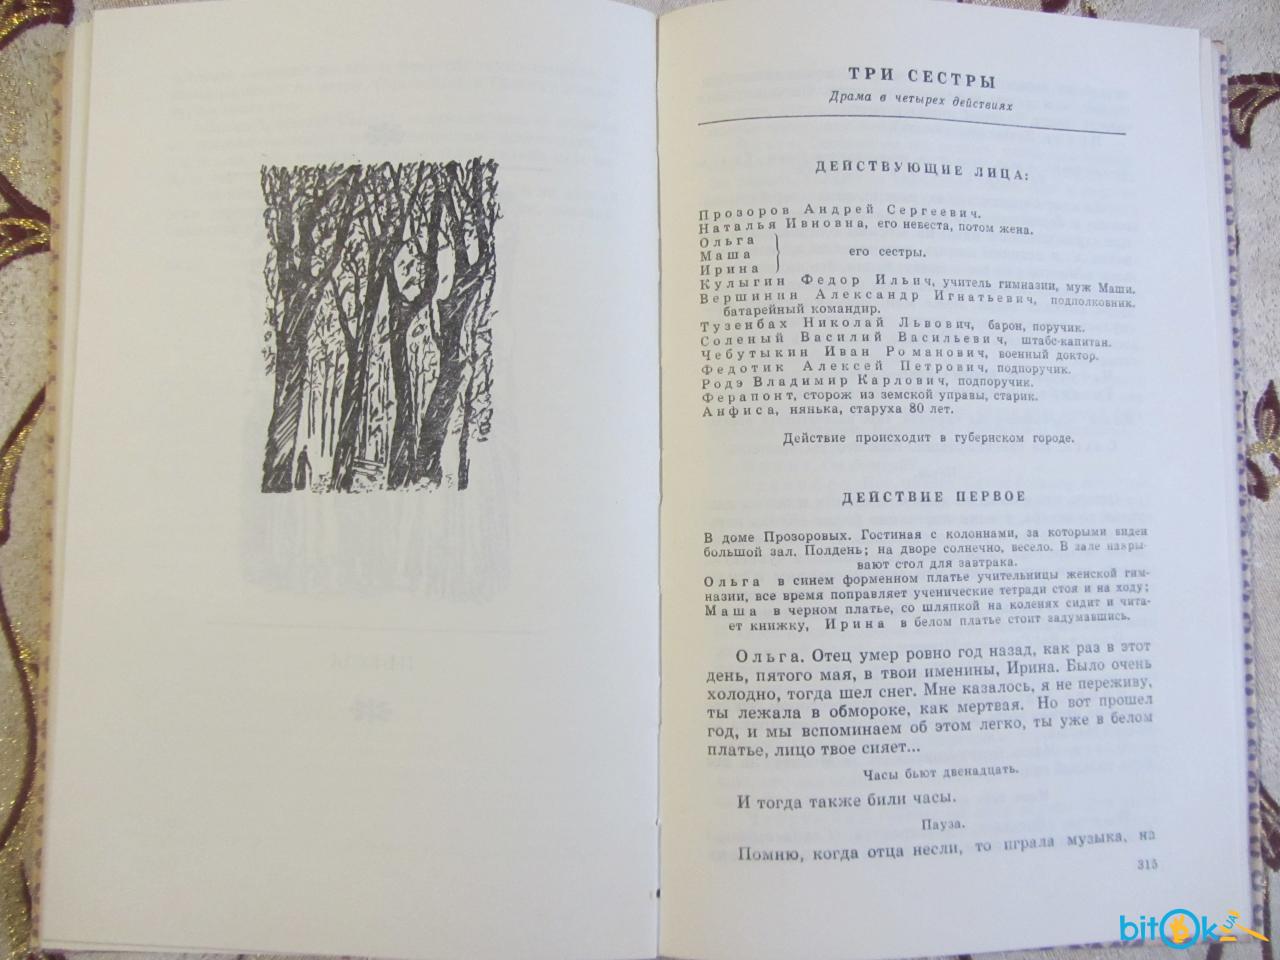 ТРИ СЕСТРЫ
Драма в четырех действиях
ДЕЙСТВУЮЩИЕ ЛИЦА:
Прозоров Андрей Сергеевич.
Наталья Ивновна, его невеста, потом жена.
Ольга
Маша
Ирина
его сестры.
Кулыгин Федор Ильич, учитель гимназии, муж Маши.
Вершинин Александр Игнатьевич, подполковник.
батарейный командир.
Тузенбах Николай Львович, барон, поручик.
Соленый Василий Васильевич, штабс-капитан.
Чебутыкин Иван Романович, военный доктор.
Федотик Алексей Петрович, подпоручик.
Родэ Владимир Карлович, подпоручик.
Ферапонт, сторож из земской управы, старик.
Анфиса, нянька, старуха 80 лет.
Действие происходит в губернском городе.
ДЕЙСТВИЕ ПЕРВОЕ
В доме Прозоровых. Гостиная с колоннами, за которыми виден
большой зал. Полдень; на дворе солнечно, весело. В зале накры-
вают стол для завтрака.
Ольга в синем форменном платье учительницы женской гим-
назии, все время поправляет ученические тетради стоя и на ходу;
Маша в черном платье, со шляпкой на коленях сидит и чита-
ет книжку, Ирина в белом платье стоит задумавшись.
Ольга. Отец умер ровно год назад, как раз в этот
день, пятого мая, в твои именины, Ирина. Было очень
холодно, тогда шел снег. Мне казалось, я не переживу,
ты лежала в обмороке, как мертвая. Но вот прошел
год, и мы вспоминаем об этом легко, ты уже в белом
платье, лицо твое сияет...
Часы бьют двенадцать.
И тогда также били часы.
Пауза.
Помню, когда отца несли, то играла музыка, на
315
bitOk
UA